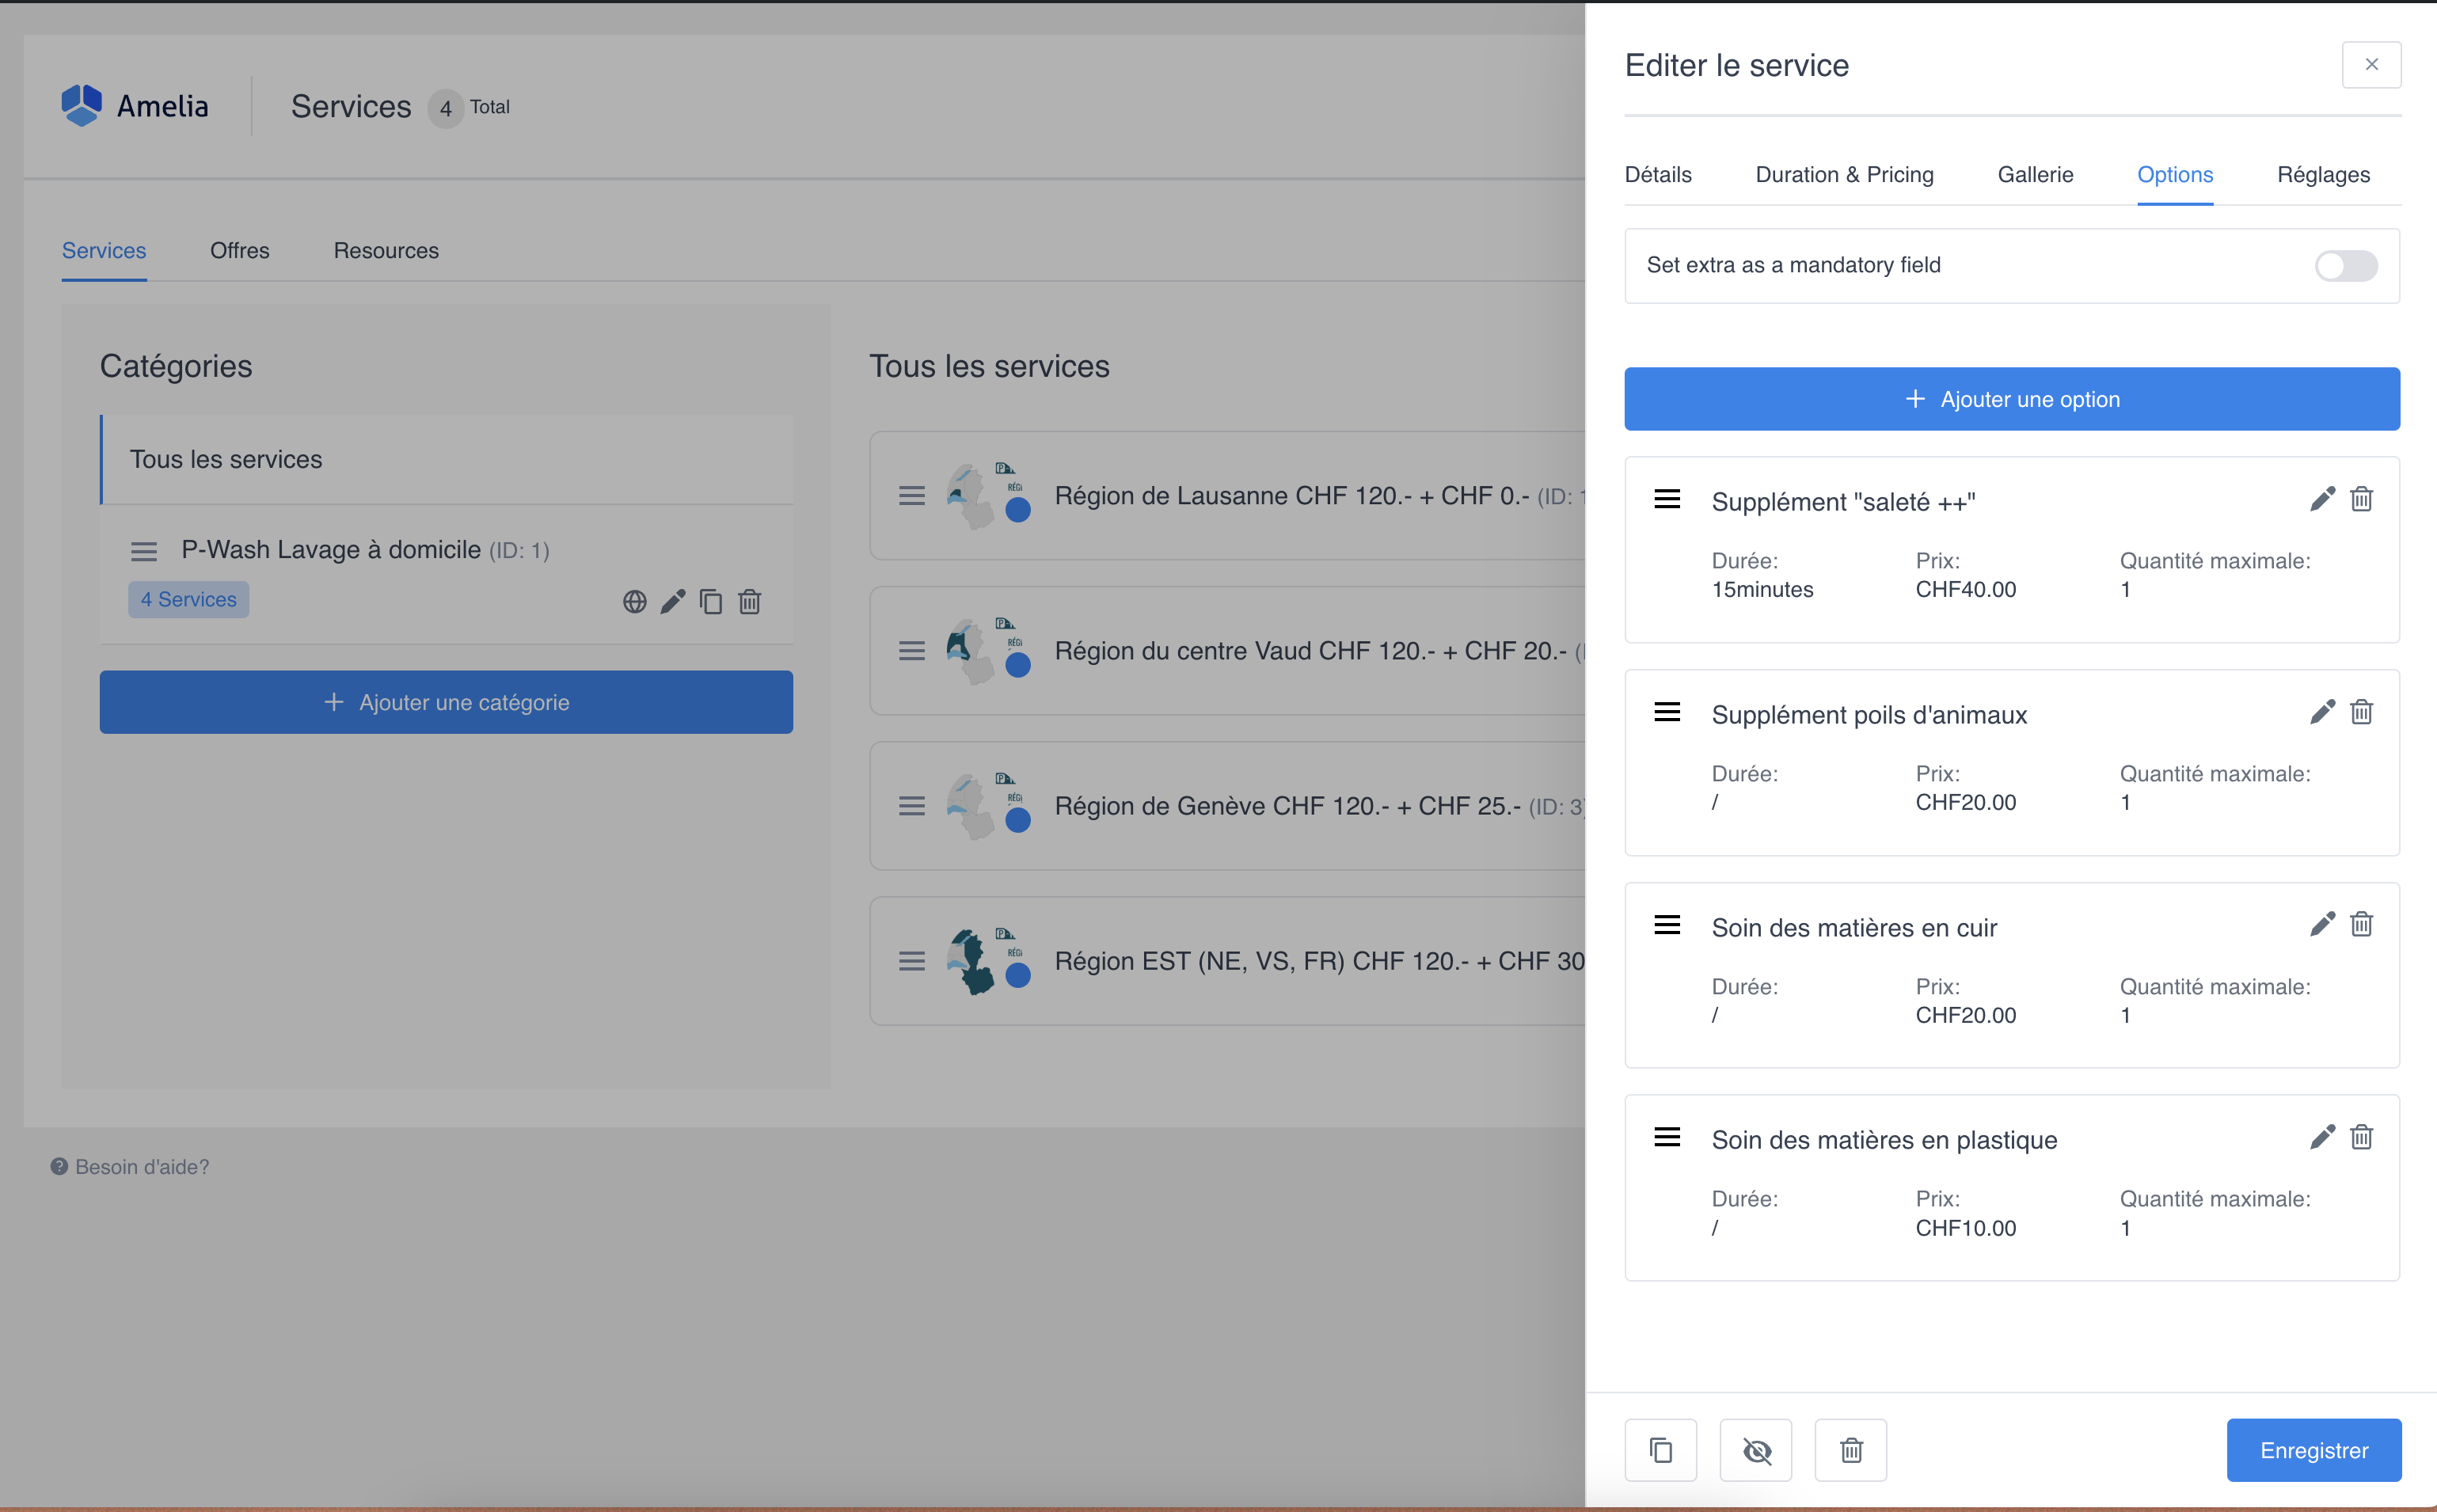 Amelia
Services 4 Total
Services Offres Resources
Catégories
Tous les services
P-Wash Lavage à domicile (ID: 1)
4 Services
+ Ajouter une catégorie
Tous les services
Région de Lausanne CHF 120.- + CHF 0.- (ID:
Région du centre Vaud CHF 120.- + CHF 20.-
Région de Genève CHF 120.- + CHF 25.- (ID: 3)
Région EST (NE, VS, FR) CHF 120.- + CHF 30
Besoin d'aide?
Editer le service
Détails Duration & Pricing Gallerie Options Réglages
Set extra as a mandatory field
+ Ajouter une option
Supplément "saleté ++"
Durée: Prix: Quantité maximale:
15minutes CHF40.00 1
Supplément poils d'animaux
Durée: Prix: Quantité maximale:
/ CHF20.00 1
Soin des matières en cuir
Durée: Prix: Quantité maximale:
/ CHF20.00 1
Soin des matières en plastique
Durée: Prix: Quantité maximale:
/ CHF10.00 1
Enregistrer